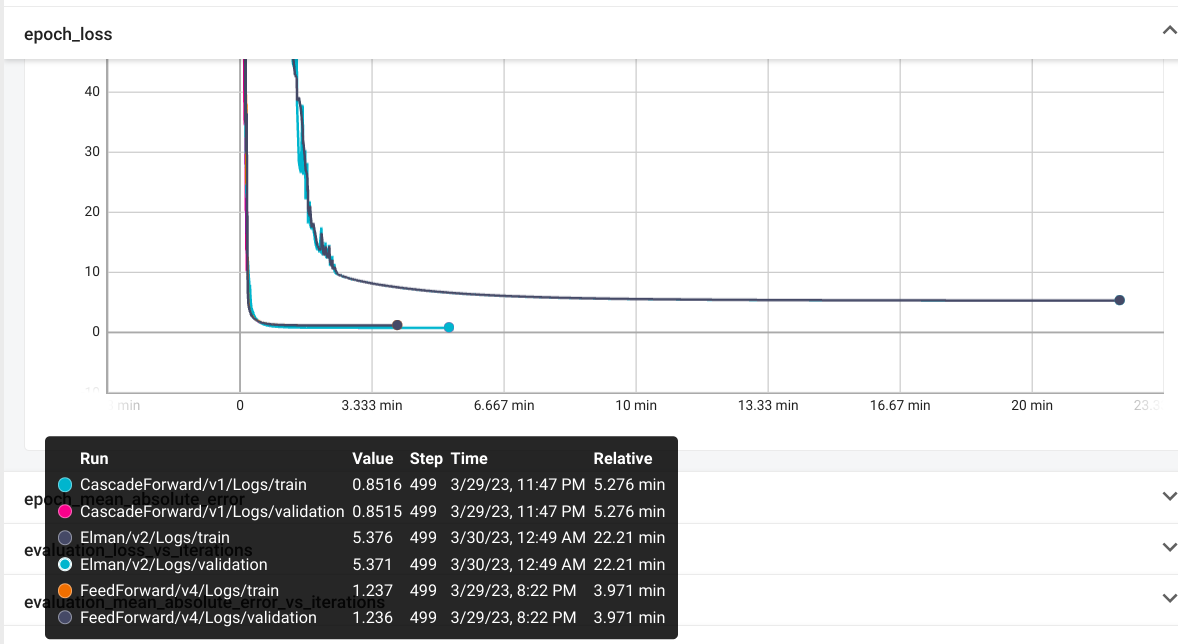 epoch_loss
40
30
20
10
0
-10
min
0
3.333 min
6.667 min
10 min
13.33 min
16.67 min
20 min
23.3
Run Value Step Time Relative
CascadeForward/v1/Logs/train 0.8516 499 3/29/23, 11:47 PM 5.276 min
epoch_mean_absolute_error
CascadeForward/v1/Logs/validation 0.8515 499 3/29/23, 11:47 PM 5.276 min
Elman/v2/Logs/train 5.376 499 3/30/23, 12:49 AM 22.21 min
evaluation_loss_vs_iterations
Elman/v2/Logs/validation 5.371 499 3/30/23, 12:49 AM 22.21 min
FeedForward/v4/Logs/train 1.237 499 3/29/23, 8:22 PM 3.971 min
evaluation_mean_absolute_error_vs_iterations
FeedForward/v4/Logs/validation 1.236 499 3/29/23, 8:22 PM 3.971 min